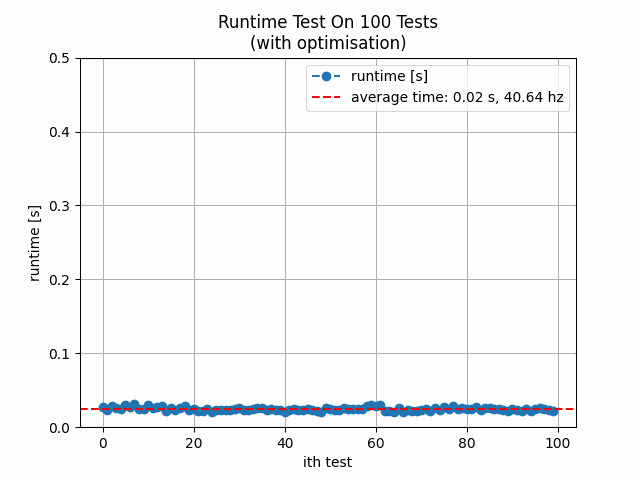 Runtime Test On 100 Tests
(with optimisation)
runtime [s]
average time: 0.02 s, 40.64 hz
0.5
0.4
0.3
0.2
0.1
0.0
runtime [s]
0 20 40 60 80 100
ith test